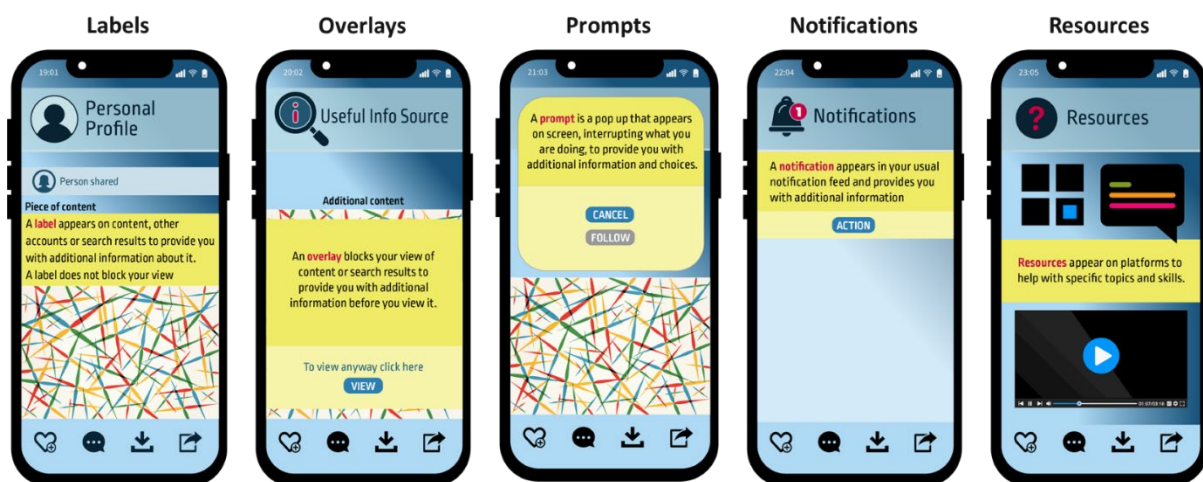 Labels
19:01
Personal
Profile
Person shared
Piece of content
A label appears on content, other
accounts or search results to provide you
with additional information about it.
A label does not block your view
Overlays
20:02
i
Useful Info Source
Additional content
An overlay blocks your view of
content or search results to
provide you with additional
information before you view it.
To view anyway click here
VIEW
Prompts
21:03
A prompt is a pop up that appears
on screen, interrupting what you
are doing, to provide you with
additional information and choices.
CANCEL
FOLLOW
Notifications
22:04
1
Notifications
A notification appears in your usual
notification feed and provides you
with additional information
ACTION
Resources
23:05
?
Resources
Resources appear on platforms to
help with specific topics and skills.